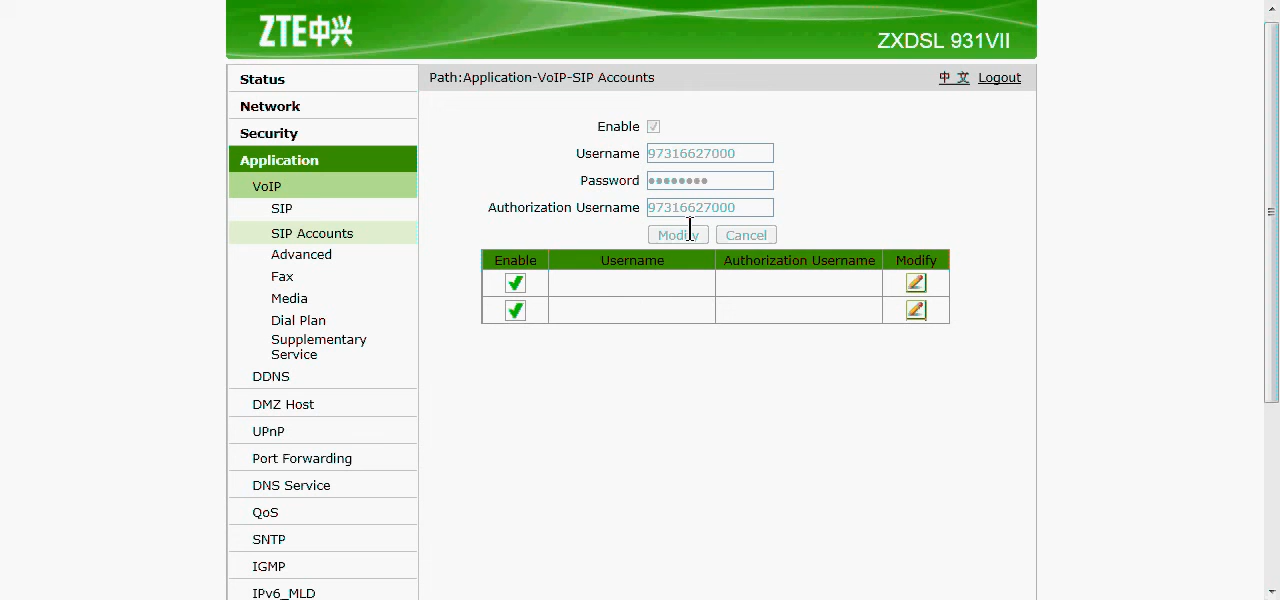 ZTE中兴
ZXDSL 931VII
Path:Application-VoIP-SIP Accounts
中 文 Logout
Status
Network
Security
Application
VoIP
SIP
SIP Accounts
Advanced
Fax
Media
Dial Plan
Supplementary
Service
DDNS
DMZ Host
UPnP
Port Forwarding
DNS Service
QoS
SNTP
IGMP
IPv6_MLD
Enable
Username 97316627000
Password ●●●●●●●●
Authorization Username 97316627000
Modify Cancel
Enable Username Authorization Username Modify